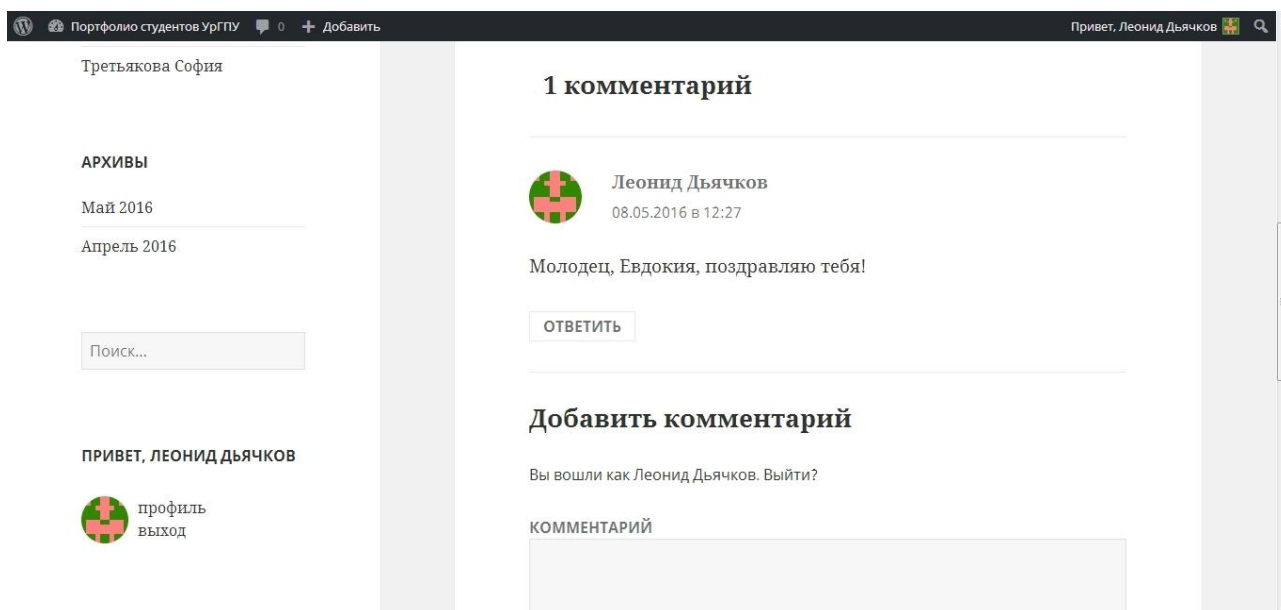 Портфолио студентов УрГПУ 0 Добавить Привет, Леонид Дьячков
Третьякова София
АРХИВЫ
Май 2016
Апрель 2016
Поиск...
ПРИВЕТ, ЛЕОНИД ДЬЯЧКОВ
профиль
выход
1 комментарий
Леонид Дьячков
08.05.2016 в 12:27
Молодец, Евдокия, поздравляю тебя!
ОТВЕТИТЬ
Добавить комментарий
Вы вошли как Леонид Дьячков. Выйти?
КОММЕНТАРИЙ